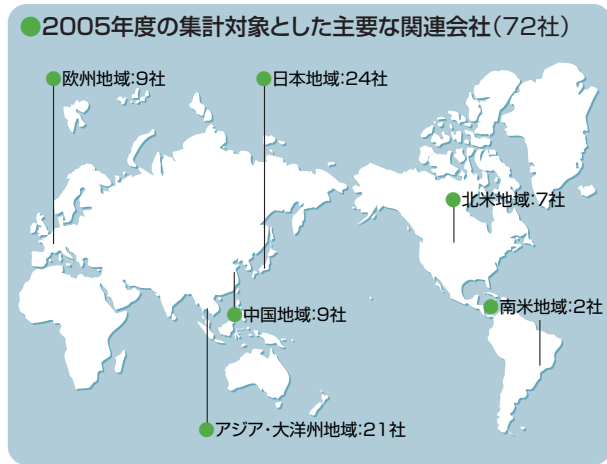 ●2005年度の集計対象とした主要な関連会社(72社)
●欧州地域:9社
●日本地域:24社
●北米地域:7社
●南米地域:2社
●中国地域:9社
●アジア・大洋州地域:21社